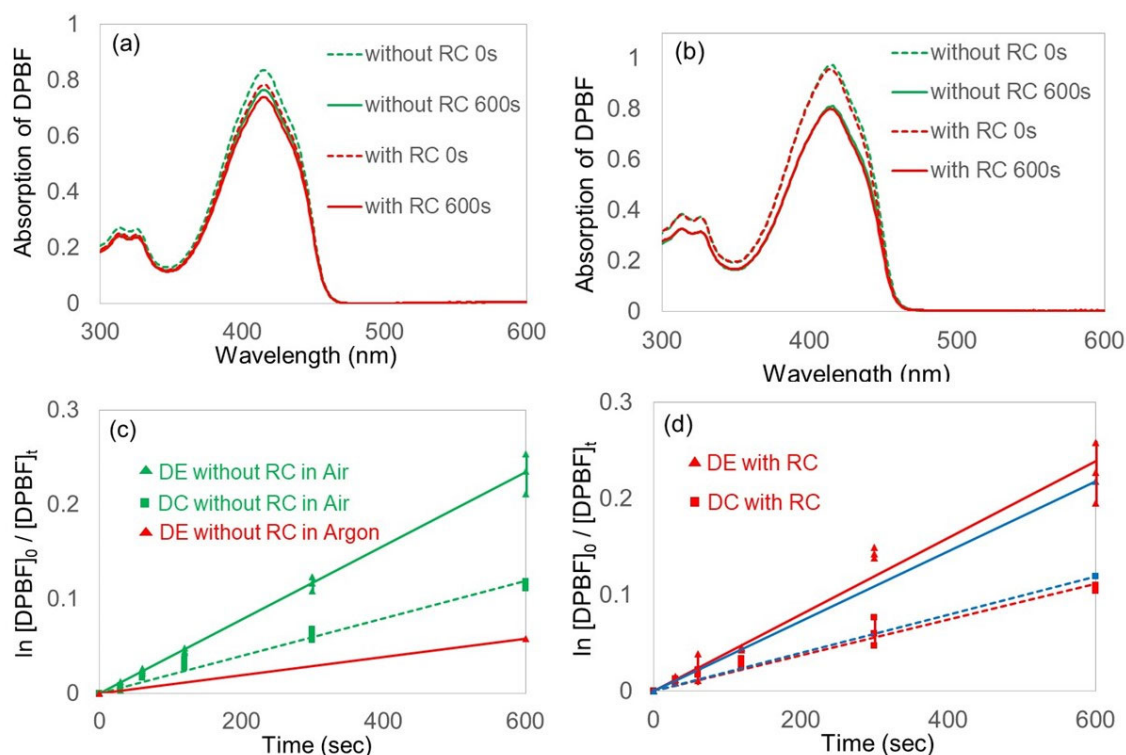 (a)
without RC 0s
without RC 600s
with RC 0s
with RC 600s
Absorption of DPBF
1
0.8
0.6
0.4
0.2
0
300
400
500
600
Wavelength (nm)
(b)
without RC 0s
without RC 600s
with RC 0s
with RC 600s
Absorption of DPBF
1
0.8
0.6
0.4
0.2
0
300
400
500
600
Wavelength (nm)
(c)
DE without RC in Air
DC without RC in Air
DE without RC in Argon
ln [DPBF]₀ / [DPBF]ₜ
0.3
0.2
0.1
0
0
200
400
600
Time (sec)
(d)
DE with RC
DC with RC
ln [DPBF]₀ / [DPBF]ₜ
0.3
0.2
0.1
0
0
200
400
600
Time (sec)